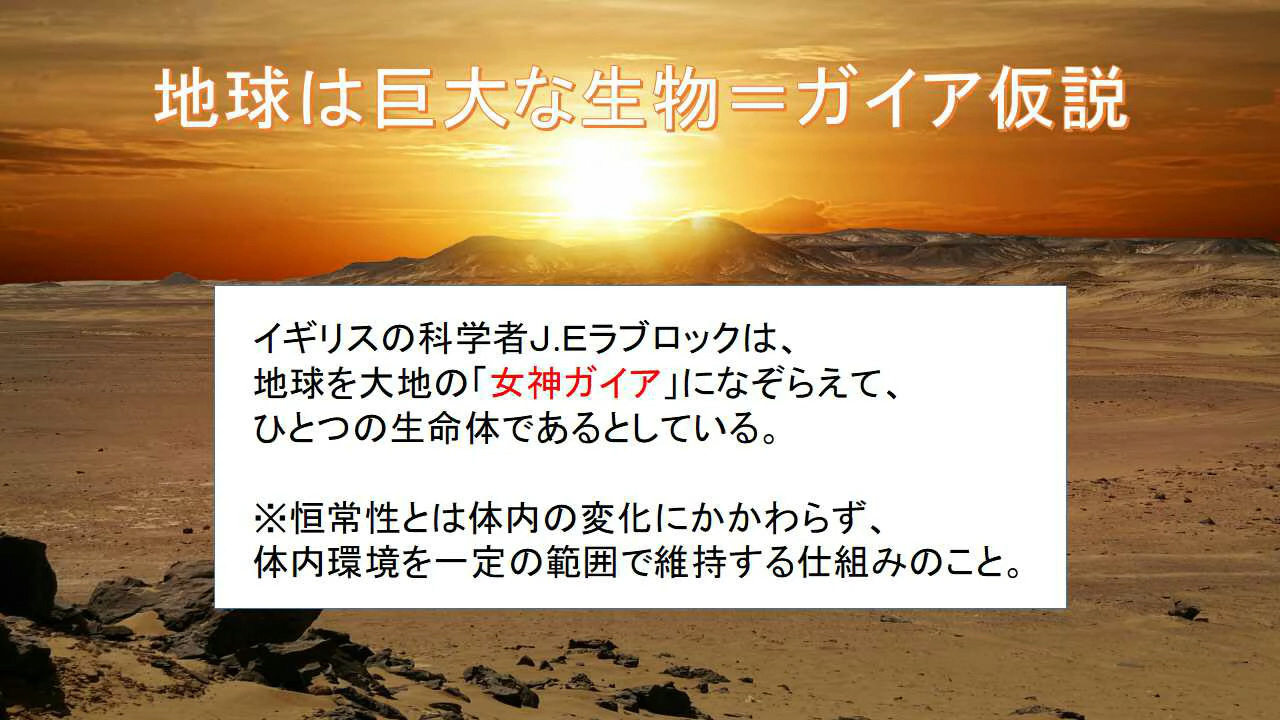 地球は巨大な生物＝ガイア仮説
イギリスの科学者J.Eラブロックは、
地球を大地の「女神ガイア」になぞらえて、
ひとつの生命体であるとしている。
※恒常性とは体内の変化にかかわらず、
体内環境を一定の範囲で維持する仕組みのこと。